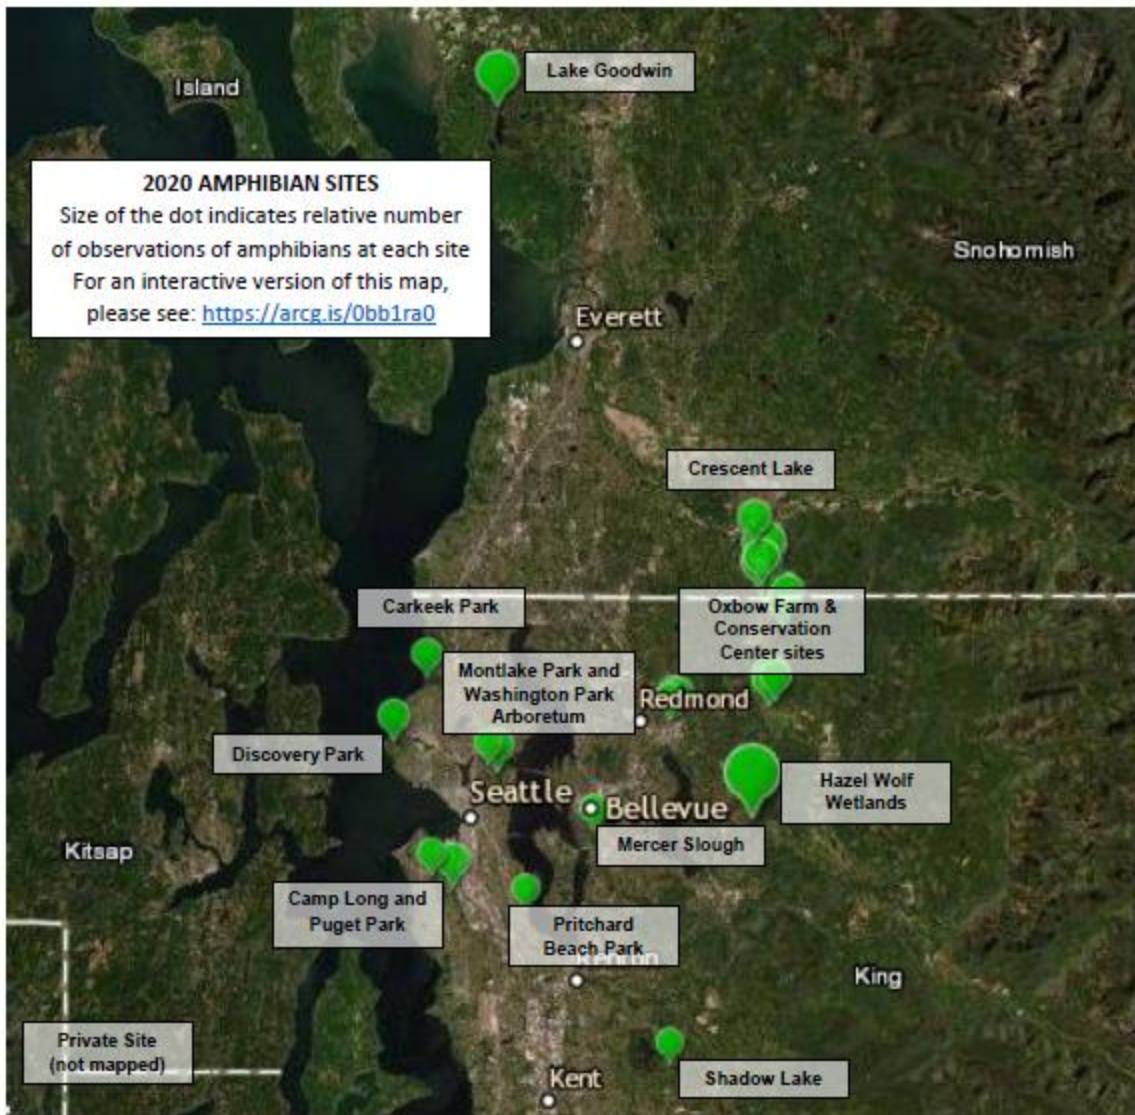 Lake Goodwin
Island
2020 AMPHIBIAN SITES
Size of the dot indicates relative number
of observations of amphibians at each site
For an interactive version of this map,
please see: https://arcg.is/0bb1ra0
Snohomish
Everett
Crescent Lake
Carkeek Park
Oxbow Farm &
Conservation
Center sites
Montlake Park and
Washington Park
Arboretum
Redmond
Discovery Park
Hazel Wolf
Wetlands
Seattle
Bellevue
Mercer Slough
Kitsap
Camp Long and
Puget Park
Pritchard
Beach Park
Renton
King
Private Site
(not mapped)
Shadow Lake
Kent